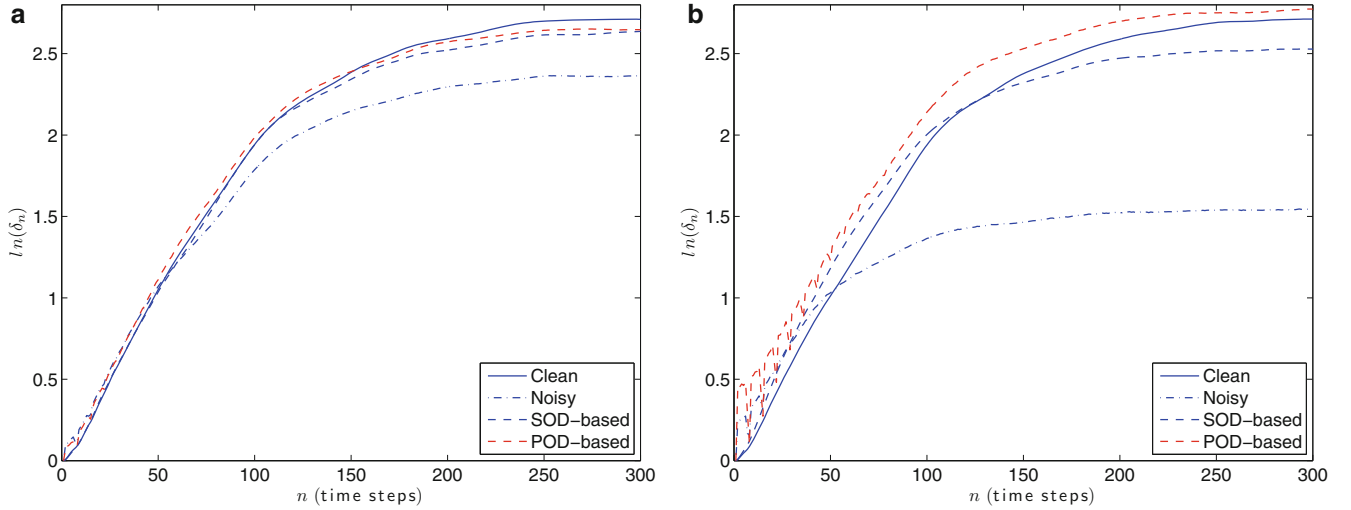 a
2.5
2
1.5
1
0.5
0
ln(δₙ)
0 50 100 150 200 250 300
n (time steps)
Clean
Noisy
SOD-based
POD-based
b
2.5
2
1.5
1
0.5
0
ln(δₙ)
0 50 100 150 200 250 300
n (time steps)
Clean
Noisy
SOD-based
POD-based